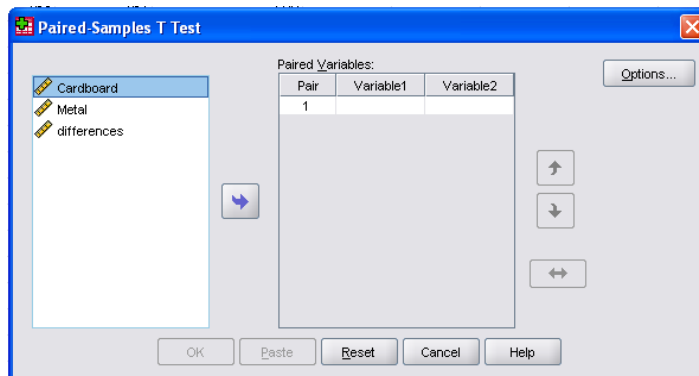 Paired-Samples T Test
Paired Variables:
Options...
Cardboard
Metal
differences
Pair Variable1 Variable2
1
OK Paste Reset Cancel Help